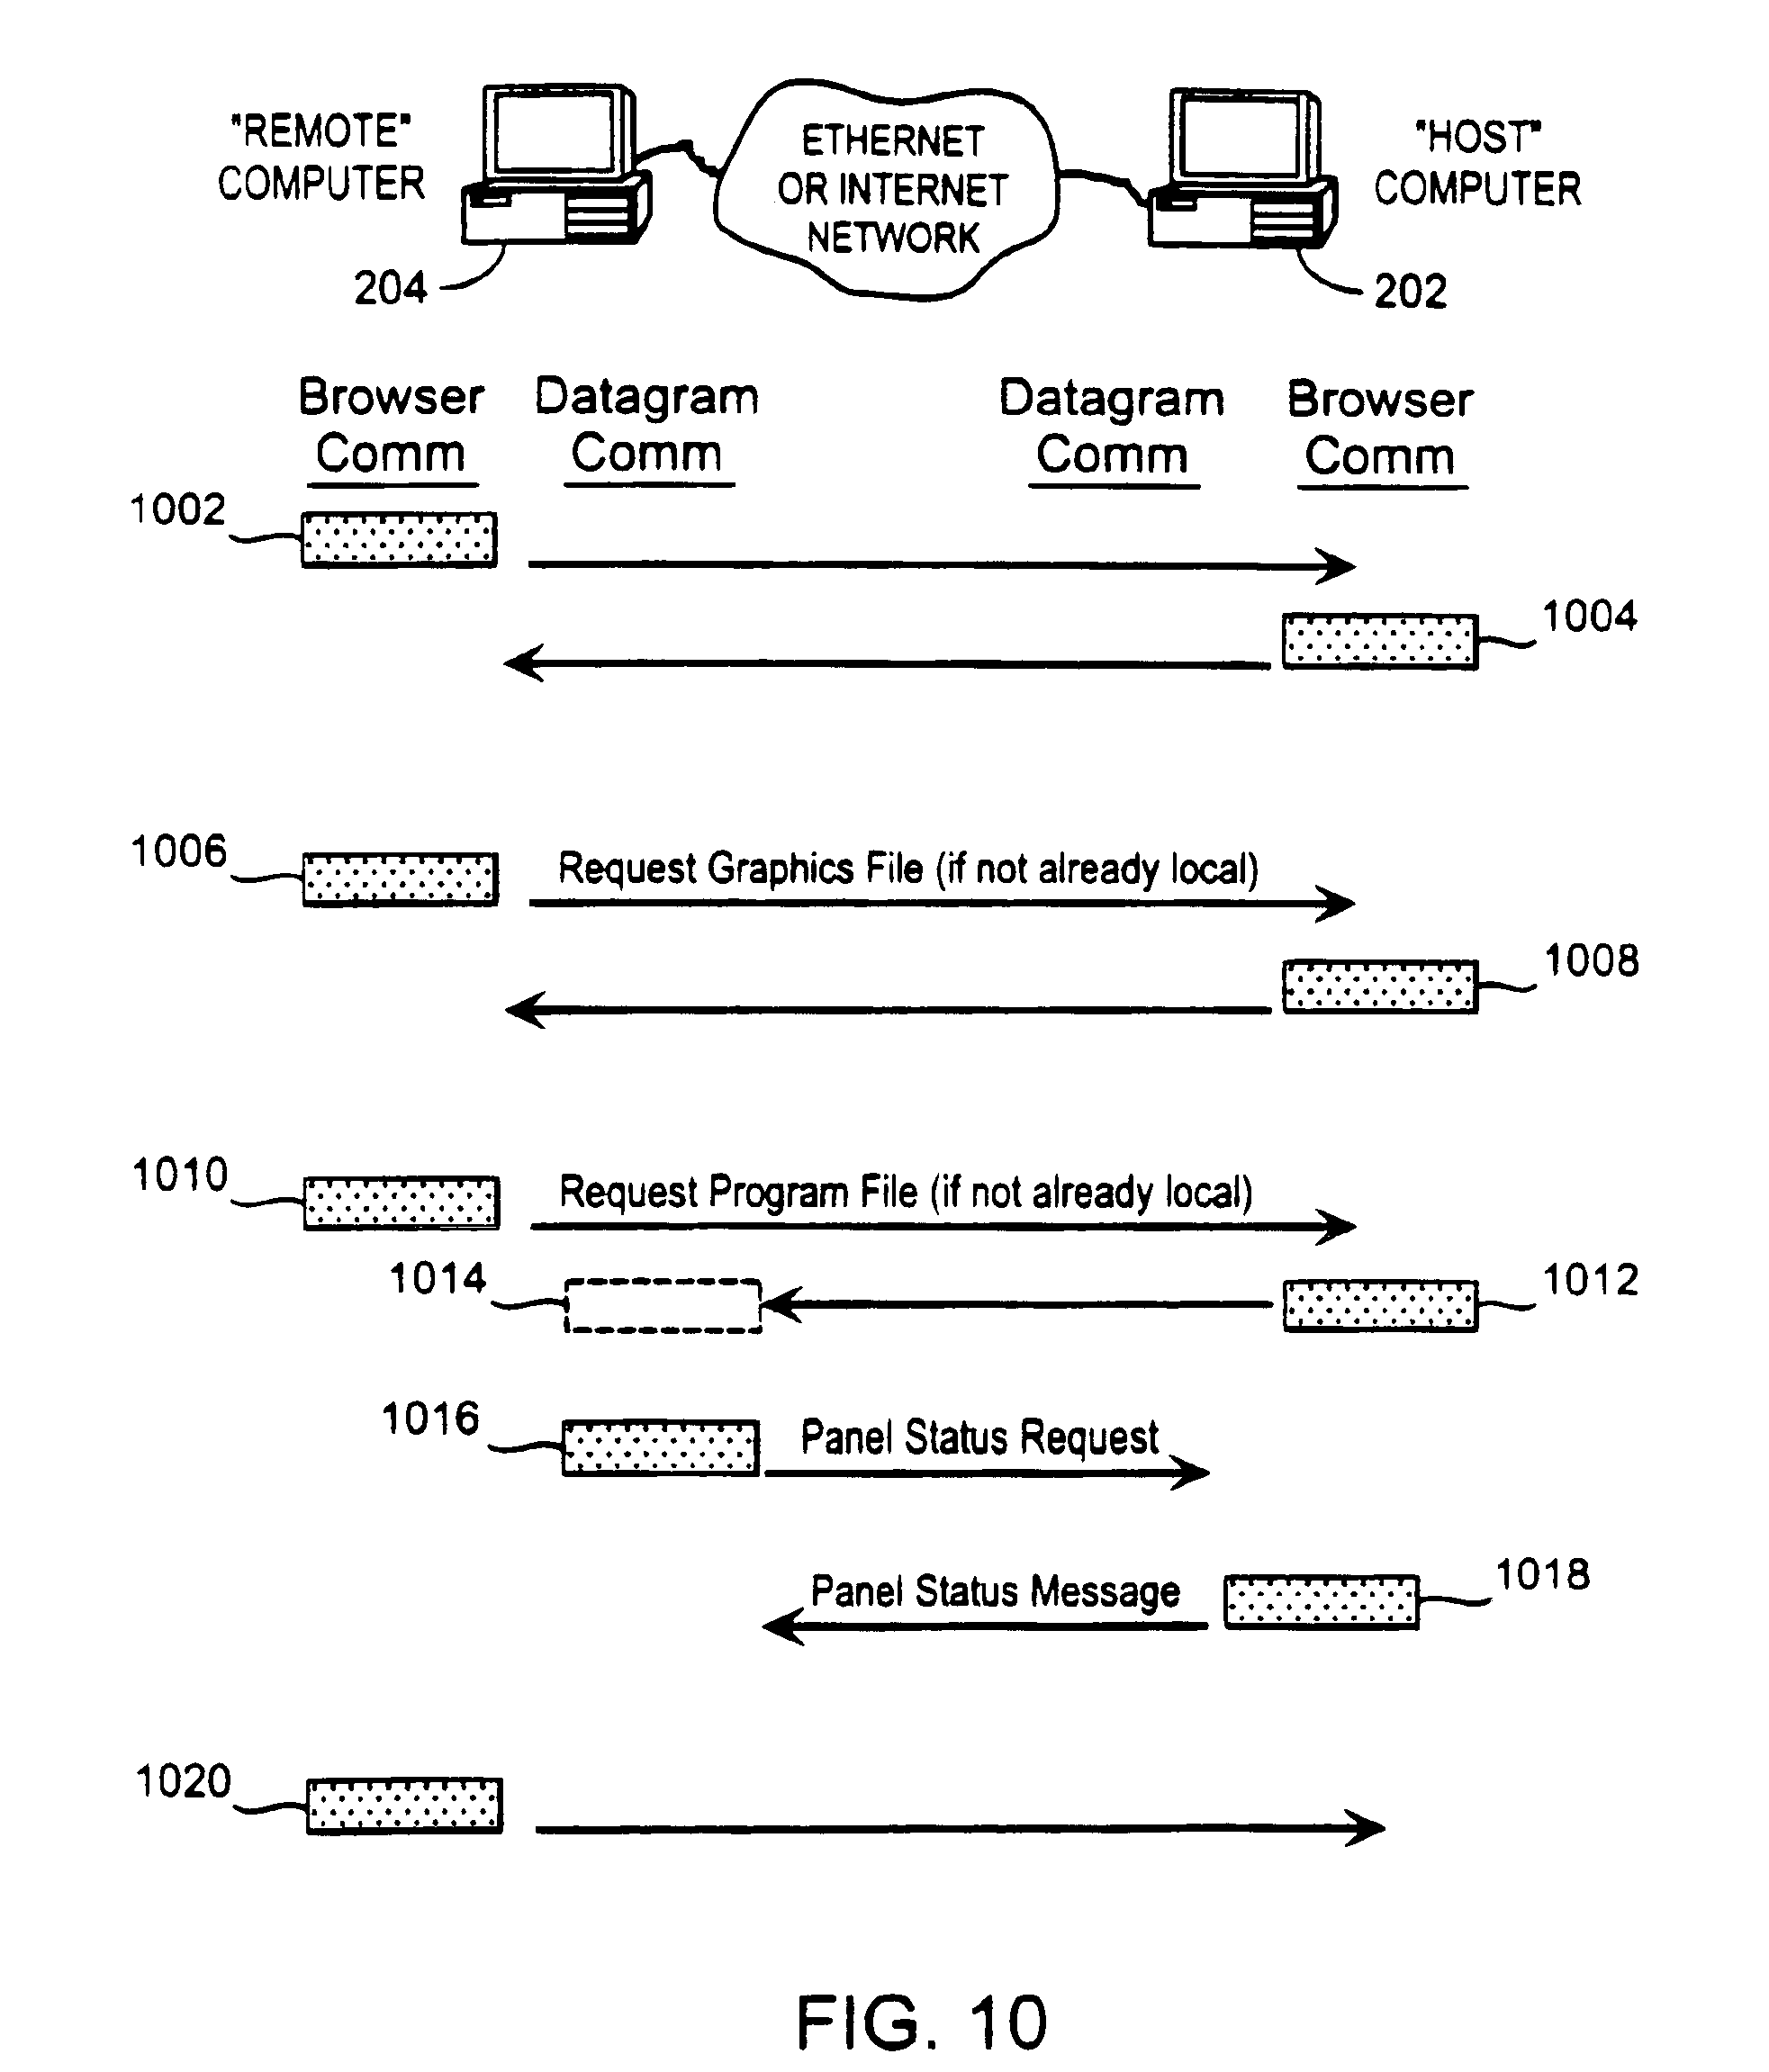 "REMOTE"
COMPUTER
ETHERNET
OR INTERNET
NETWORK
"HOST"
COMPUTER
204
202
Browser
Comm
Datagram
Comm
Datagram
Comm
Browser
Comm
1002
1004
1006
Request Graphics File (if not already local)
1008
1010
Request Program File (if not already local)
1014
1012
1016
Panel Status Request
Panel Status Message
1018
1020
FIG. 10